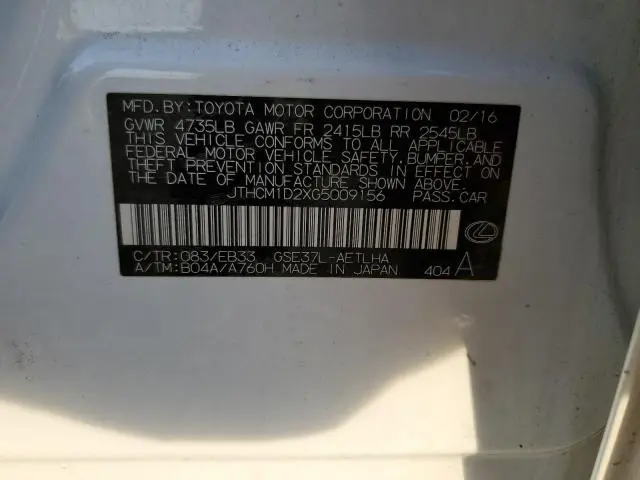 MFD.BY:TOYOTA MOTOR CORPORATION 02/16
GVWR 4735LB GAWR FR 2415LB RR 2545LB
THIS VEHICLE CONFORMS TO ALL APPLICABLE
FEDERAL MOTOR VEHICLE SAFETY,BUMPER,AND
THEFT PREVENTION STANDARDS IN EFFECT ON
THE DATE OF MANUFACTURE SHOWN ABOVE.
JTHCM1D2XG5009156 PASS.CAR
C/TR:083/EB33 GSE37L-AETLHA
A/TM:B04A/A760H MADE IN JAPAN 404 A